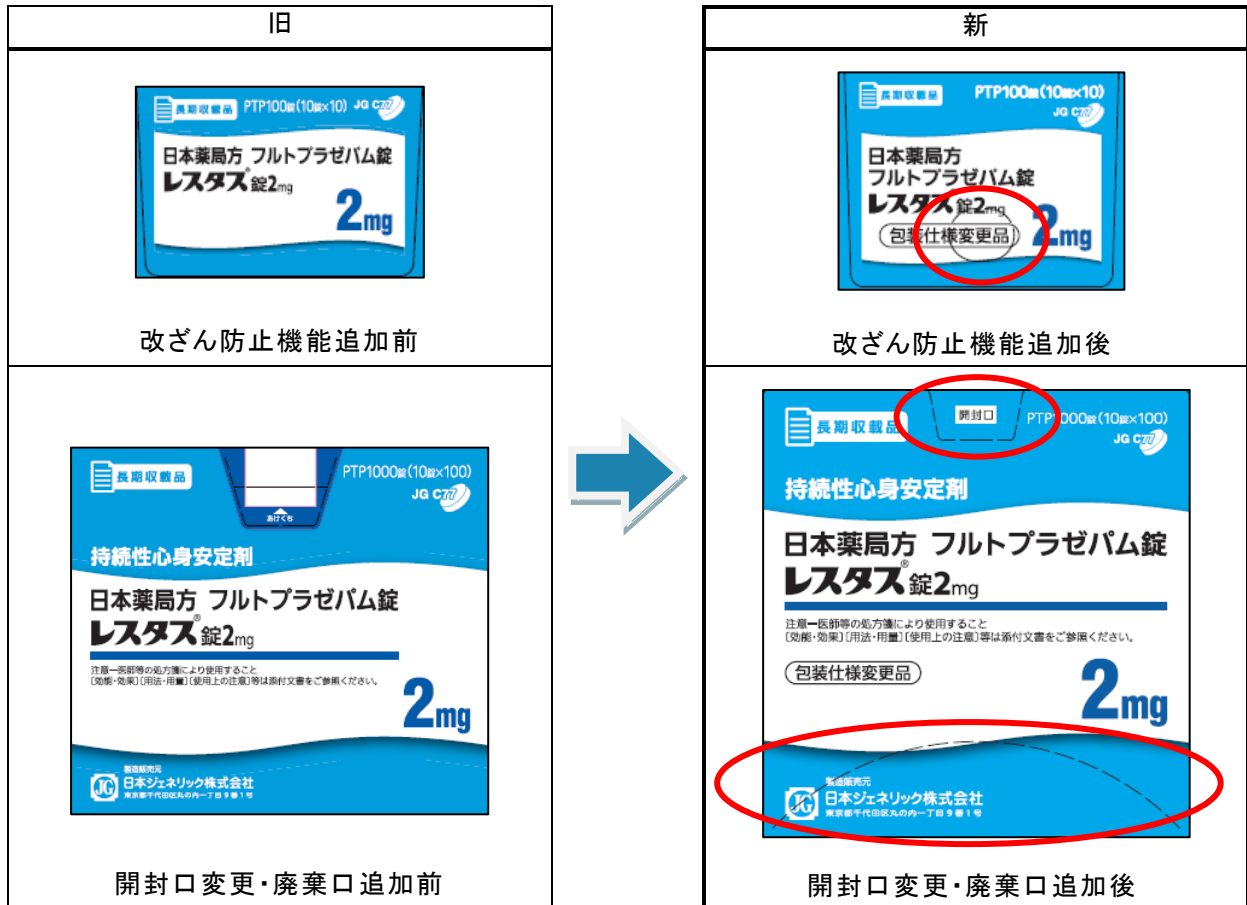 旧
長期収載品 PTP100錠(10錠×10) JG C77
日本薬局方 フルトプラゼパム錠
レスタス®錠2mg
2mg
改ざん防止機能追加前
長期収載品
PTP1000錠(10錠×100)
JG C77
あけくち
持続性心身安定剤
日本薬局方 フルトプラゼパム錠
レスタス®錠2mg
注意－医師等の処方箋により使用すること
〔効能・効果〕〔用法・用量〕〔使用上の注意〕等は添付文書をご参照ください。
2mg
製造販売元
JG 日本ジェネリック株式会社
東京都千代田区丸の内一丁目9番1号
開封口変更・廃棄口追加前
新
長期収載品 PTP100錠(10錠×10)
JG C77
日本薬局方
フルトプラゼパム錠
レスタス®錠2mg
包装仕様変更品
2mg
改ざん防止機能追加後
長期収載品
開封口
PTP1000錠(10錠×100)
JG C77
持続性心身安定剤
日本薬局方 フルトプラゼパム錠
レスタス®錠2mg
注意－医師等の処方箋により使用すること
〔効能・効果〕〔用法・用量〕〔使用上の注意〕等は添付文書をご参照ください。
包装仕様変更品
2mg
製造販売元
JG 日本ジェネリック株式会社
東京都千代田区丸の内一丁目9番1号
開封口変更・廃棄口追加後